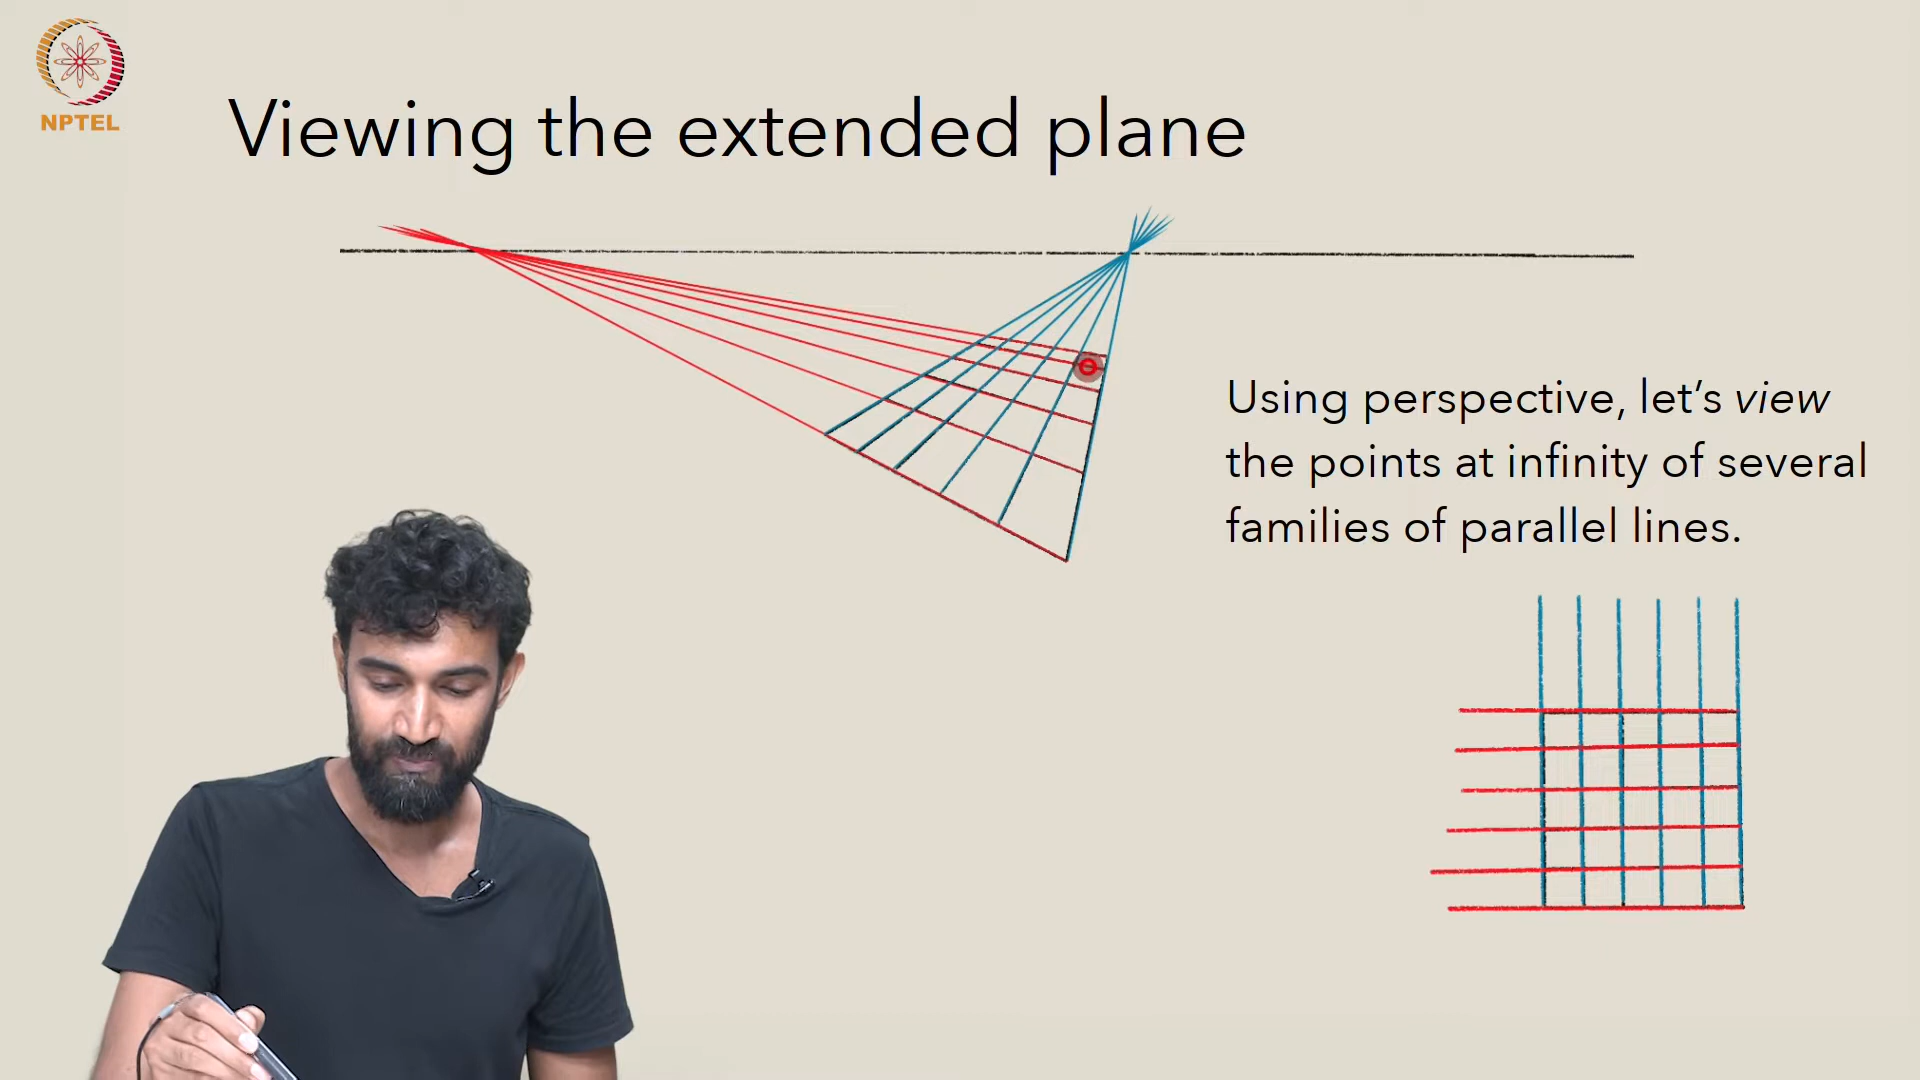 NPTEL
Viewing the extended plane
Using perspective, let’s view
the points at infinity of several
families of parallel lines.